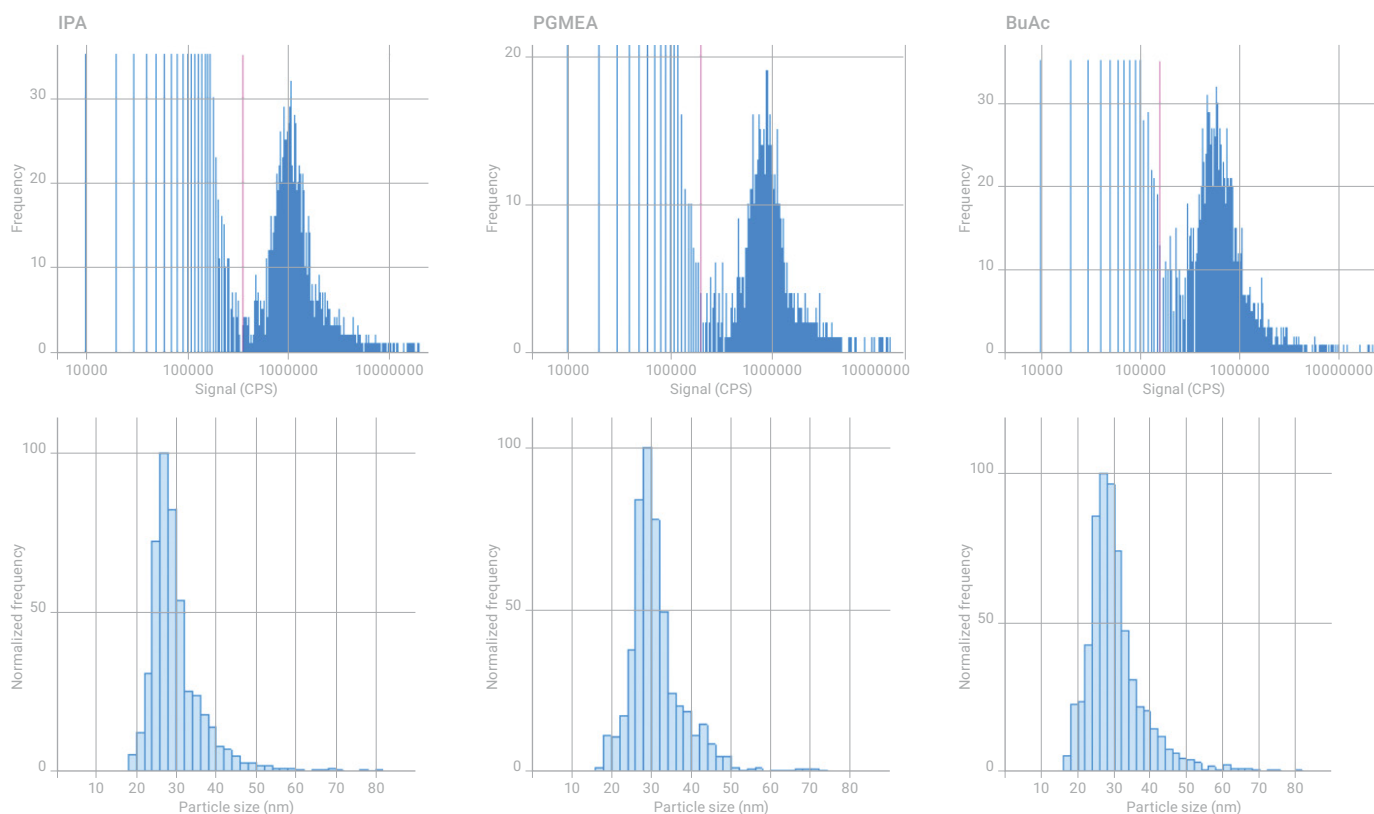 IPA
PGMEA
BuAc
Frequency
30
20
10
0
10000 100000 1000000 10000000
Signal (CPS)
Frequency
20
10
0
10000 100000 1000000 10000000
Signal (CPS)
Frequency
30
20
10
0
10000 100000 1000000 10000000
Signal (CPS)
Normalized frequency
100
50
0
10 20 30 40 50 60 70 80
Particle size (nm)
Normalized frequency
100
50
0
10 20 30 40 50 60 70 80
Particle size (nm)
Normalized frequency
100
50
0
10 20 30 40 50 60 70 80
Particle size (nm)